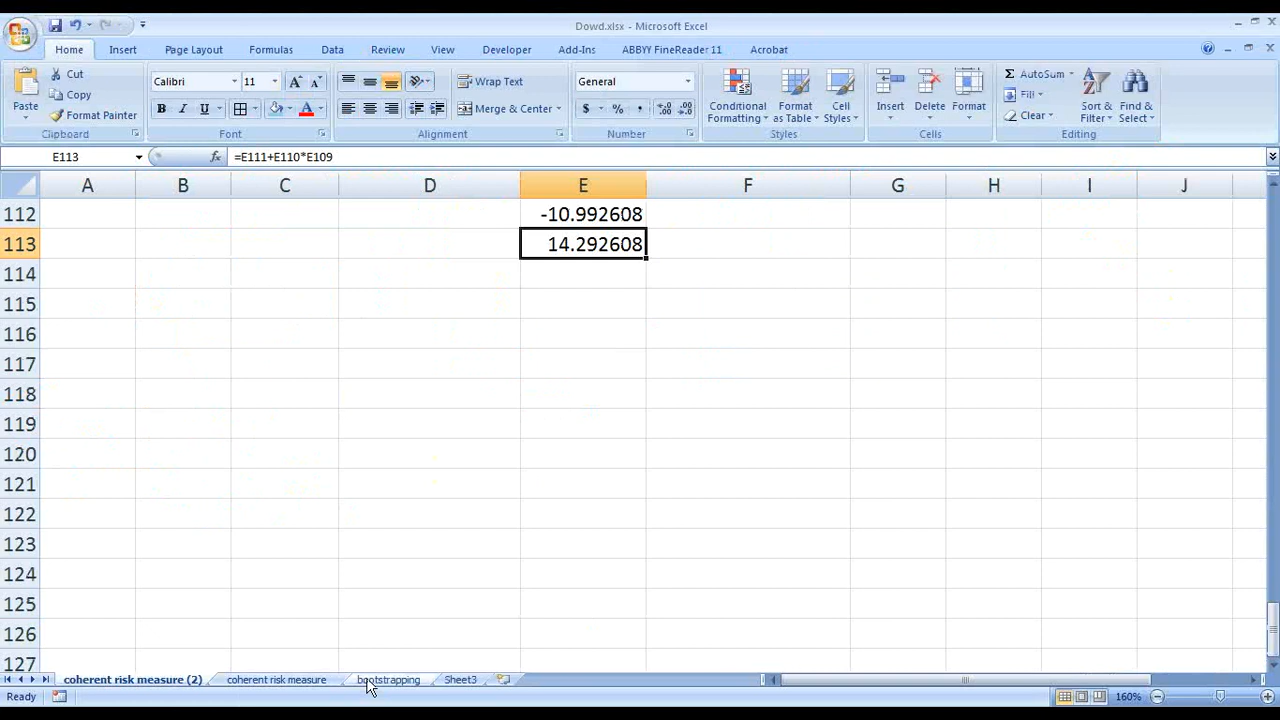 Dowd.xlsx - Microsoft Excel
Home Insert Page Layout Formulas Data Review View Developer Add-Ins ABBYY FineReader 11 Acrobat
Paste Cut Copy Format Painter Clipboard
Calibri 11 B I U A Font
Wrap Text Merge & Center Alignment
General $ % , Number
Conditional Formatting Format as Table Cell Styles Styles
Insert Delete Format Cells
AutoSum Fill Clear Sort & Filter Find & Select Editing
E113 fx =E111+E110*E109
A B C D E F G H I J
112 -10.992608
113 14.292608
114
115
116
117
118
119
120
121
122
123
124
125
126
127
coherent risk measure (2) coherent risk measure bootstrapping Sheet3
Ready 160%